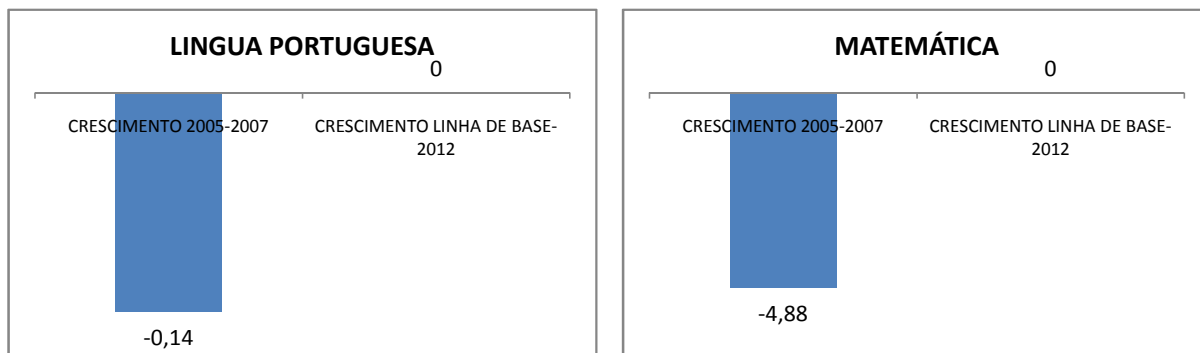 LINGUA PORTUGUESA
0
CRESCIMENTO 2005-2007
CRESCIMENTO LINHA DE BASE-
2012
-0,14
MATEMÁTICA
0
CRESCIMENTO 2005-2007
CRESCIMENTO LINHA DE BASE-
2012
-4,88